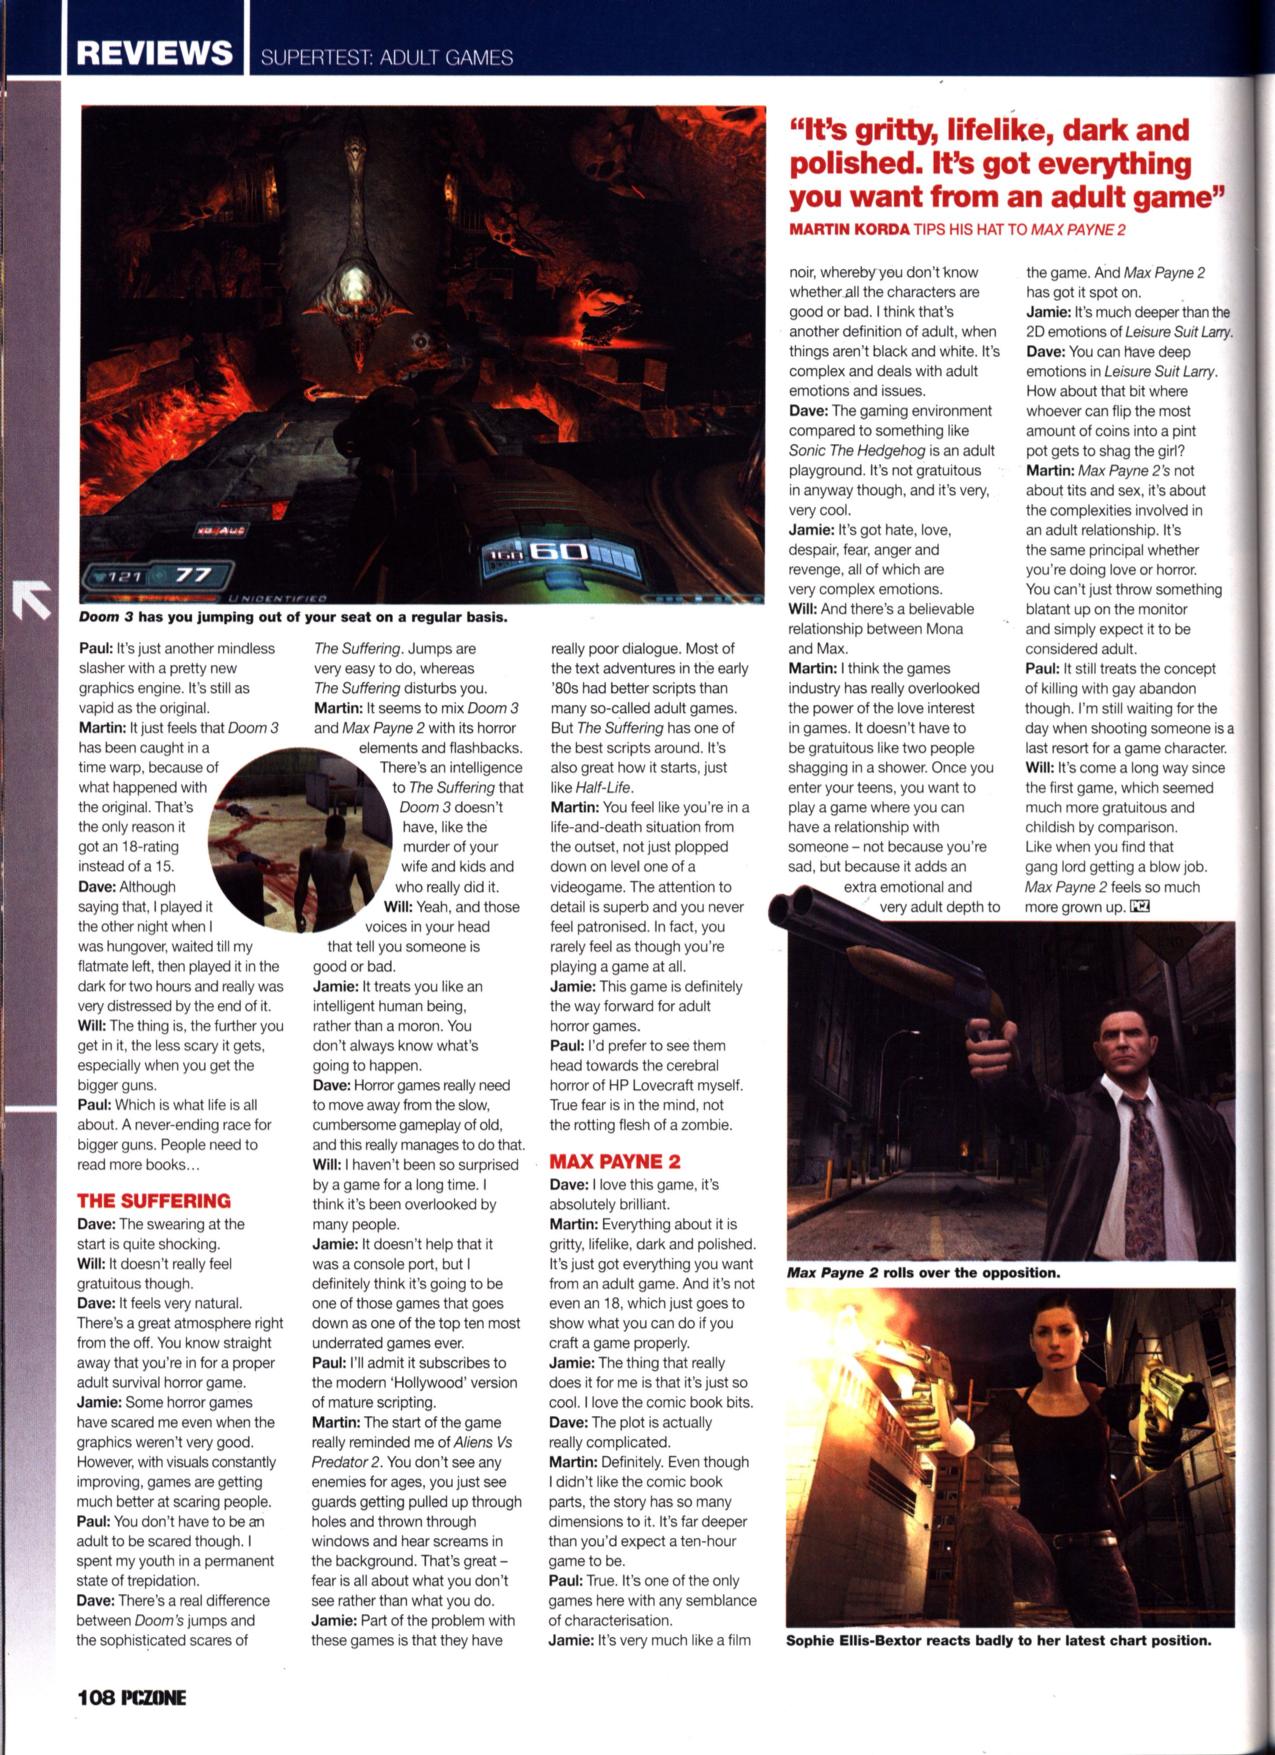 REVIEWS
SUPERTEST: ADULT GAMES
UNIDENTIFIED
121 77
60
Doom 3 has you jumping out of your seat on a regular basis.
Paul: It's just another mindless
slasher with a pretty new
graphics engine. It's still as
vapid as the original.
Martin: It just feels that Doom 3
has been caught in a
time warp, because of
what happened with
the original. That's
the only reason it
got an 18-rating
instead of a 15.
Dave: Although
saying that, I played it
the other night when I
was hungover, waited till my
flatmate left, then played it in the
dark for two hours and really was
very distressed by the end of it.
Will: The thing is, the further you
get in it, the less scary it gets,
especially when you get the
bigger guns.
Paul: Which is what life is all
about. A never-ending race for
bigger guns. People need to
read more books...
THE SUFFERING
Dave: The swearing at the
start is quite shocking.
Will: It doesn't really feel
gratuitous though.
Dave: It feels very natural.
There's a great atmosphere right
from the off. You know straight
away that you're in for a proper
adult survival horror game.
Jamie: Some horror games
have scared me even when the
graphics weren't very good.
However, with visuals constantly
improving, games are getting
much better at scaring people.
Paul: You don't have to be an
adult to be scared though. I
spent my youth in a permanent
state of trepidation.
Dave: There's a real difference
between Doom's jumps and
the sophisticated scares of
The Suffering. Jumps are
very easy to do, whereas
The Suffering disturbs you.
Martin: It seems to mix Doom 3
and Max Payne 2 with its horror
elements and flashbacks.
There's an intelligence
to The Suffering that
Doom 3 doesn't
have, like the
murder of your
wife and kids and
who really did it.
Will: Yeah, and those
voices in your head
that tell you someone is
good or bad.
Jamie: It treats you like an
intelligent human being,
rather than a moron. You
don't always know what's
going to happen.
Dave: Horror games really need
to move away from the slow,
cumbersome gameplay of old,
and this really manages to do that.
Will: I haven't been so surprised
by a game for a long time. I
think it's been overlooked by
many people.
Jamie: It doesn't help that it
was a console port, but I
definitely think it's going to be
one of those games that goes
down as one of the top ten most
underrated games ever.
Paul: I'll admit it subscribes to
the modern 'Hollywood' version
of mature scripting.
Martin: The start of the game
really reminded me of Aliens Vs
Predator 2. You don't see any
enemies for ages, you just see
guards getting pulled up through
holes and thrown through
windows and hear screams in
the background. That's great –
fear is all about what you don't
see rather than what you do.
Jamie: Part of the problem with
these games is that they have
really poor dialogue. Most of
the text adventures in the early
'80s had better scripts than
many so-called adult games.
But The Suffering has one of
the best scripts around. It's
also great how it starts, just
like Half-Life.
Martin: You feel like you're in a
life-and-death situation from
the outset, not just plopped
down on level one of a
videogame. The attention to
detail is superb and you never
feel patronised. In fact, you
rarely feel as though you're
playing a game at all.
Jamie: This game is definitely
the way forward for adult
horror games.
Paul: I'd prefer to see them
head towards the cerebral
horror of HP Lovecraft myself.
True fear is in the mind, not
the rotting flesh of a zombie.
MAX PAYNE 2
Dave: I love this game, it's
absolutely brilliant.
Martin: Everything about it is
gritty, lifelike, dark and polished.
It's just got everything you want
from an adult game. And it's not
even an 18, which just goes to
show what you can do if you
craft a game properly.
Jamie: The thing that really
does it for me is that it's just so
cool. I love the comic book bits.
Dave: The plot is actually
really complicated.
Martin: Definitely. Even though
I didn't like the comic book
parts, the story has so many
dimensions to it. It's far deeper
than you'd expect a ten-hour
game to be.
Paul: True. It's one of the only
games here with any semblance
of characterisation.
Jamie: It's very much like a film
"It's gritty, lifelike, dark and
polished. It's got everything
you want from an adult game"
MARTIN KORDA TIPS HIS HAT TO MAX PAYNE 2
noir, whereby you don't know
whether all the characters are
good or bad. I think that's
another definition of adult, when
things aren't black and white. It's
complex and deals with adult
emotions and issues.
Dave: The gaming environment
compared to something like
Sonic The Hedgehog is an adult
playground. It's not gratuitous
in anyway though, and it's very,
very cool.
Jamie: It's got hate, love,
despair, fear, anger and
revenge, all of which are
very complex emotions.
Will: And there's a believable
relationship between Mona
and Max.
Martin: I think the games
industry has really overlooked
the power of the love interest
in games. It doesn't have to
be gratuitous like two people
shagging in a shower. Once you
enter your teens, you want to
play a game where you can
have a relationship with
someone – not because you're
sad, but because it adds an
extra emotional and
very adult depth to
the game. And Max Payne 2
has got it spot on.
Jamie: It's much deeper than the
2D emotions of Leisure Suit Larry.
Dave: You can have deep
emotions in Leisure Suit Larry.
How about that bit where
whoever can flip the most
amount of coins into a pint
pot gets to shag the girl?
Martin: Max Payne 2's not
about tits and sex, it's about
the complexities involved in
an adult relationship. It's
the same principal whether
you're doing love or horror.
You can't just throw something
blatant up on the monitor
and simply expect it to be
considered adult.
Paul: It still treats the concept
of killing with gay abandon
though. I'm still waiting for the
day when shooting someone is a
last resort for a game character.
Will: It's come a long way since
the first game, which seemed
much more gratuitous and
childish by comparison.
Like when you find that
gang lord getting a blow job.
Max Payne 2 feels so much
more grown up. PCZ
Max Payne 2 rolls over the opposition.
Sophie Ellis-Bextor reacts badly to her latest chart position.
108 PCZONE